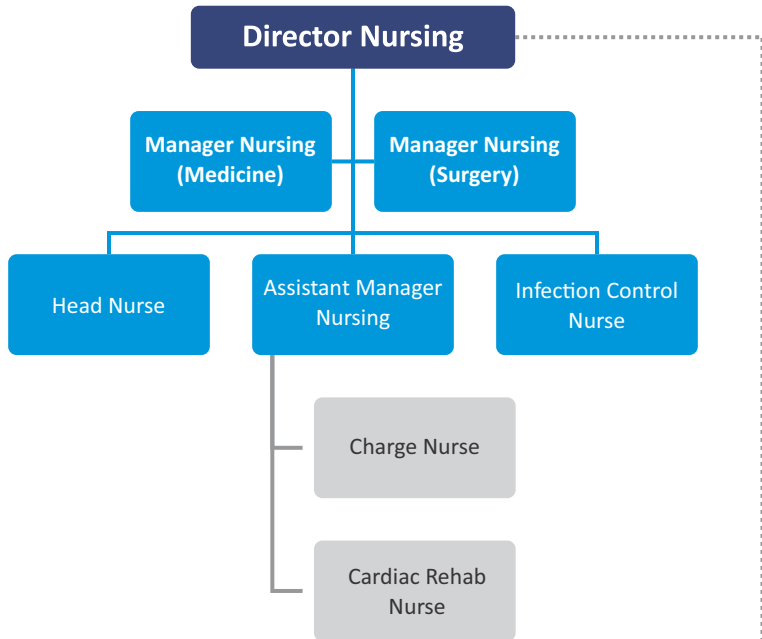 Director Nursing
Manager Nursing
(Medicine)
Manager Nursing
(Surgery)
Head Nurse
Assistant Manager
Nursing
Infection Control
Nurse
Charge Nurse
Cardiac Rehab
Nurse